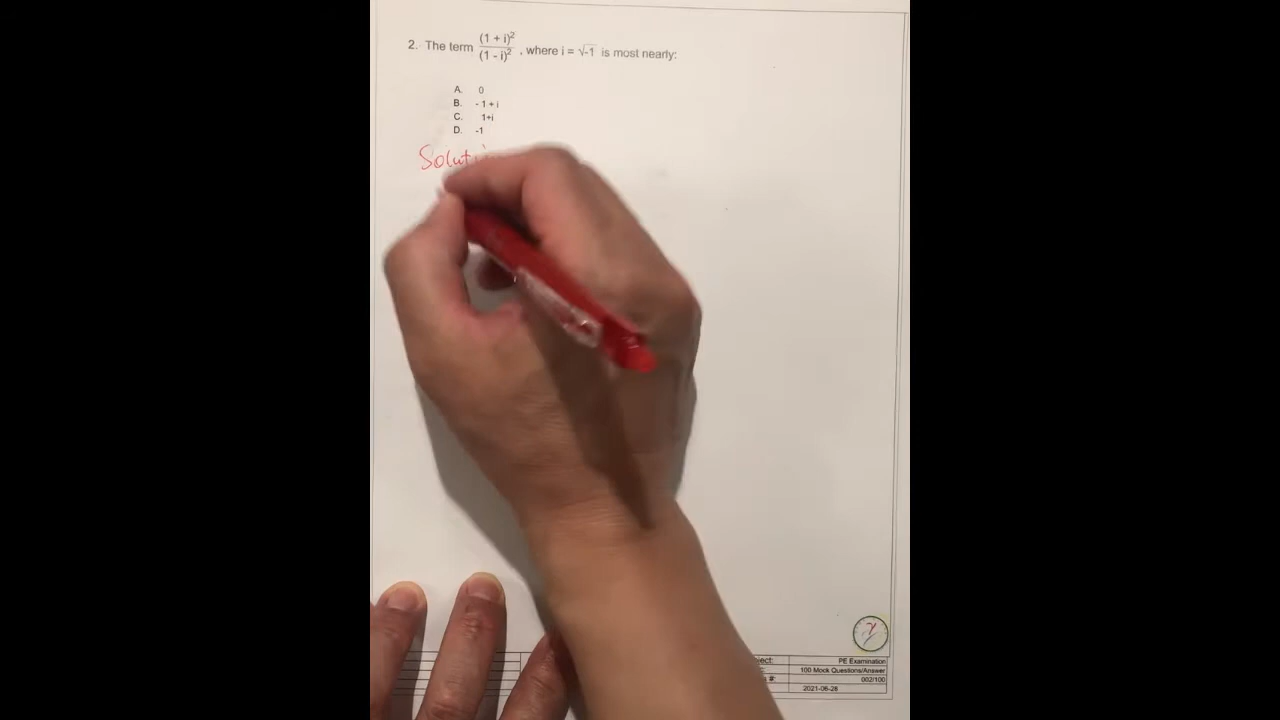 2. The term (1 + i)² / (1 - i)² , where i = √-1 is most nearly:
A. 0
B. - 1 + i
C. 1+i
D. -1
PE Examination
100 Mock Questions/Answer
#: 002/100
2021-06-28